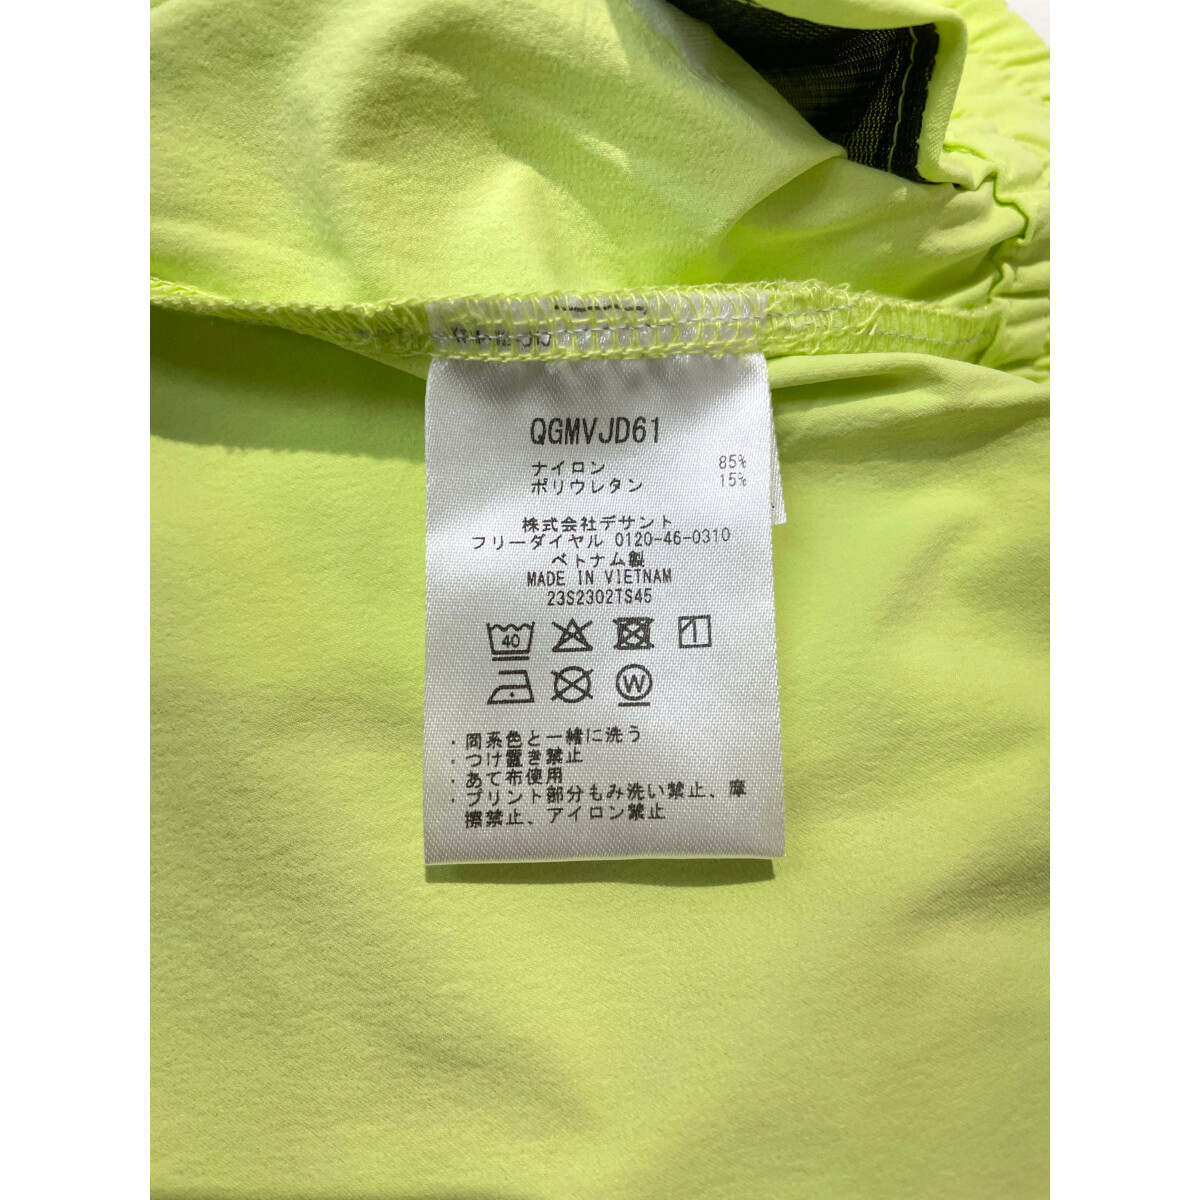 QGMVJD61
ナイロン 85%
ポリウレタン 15%
株式会社デサント
フリーダイヤル 0120-46-0310
ベトナム製
MADE IN VIETNAM
23S2302TS45
40
W
・同系色と一緒に洗う
・つけ置き禁止
・あて布使用
・プリント部分もみ洗い禁止、摩
擦禁止、アイロン禁止